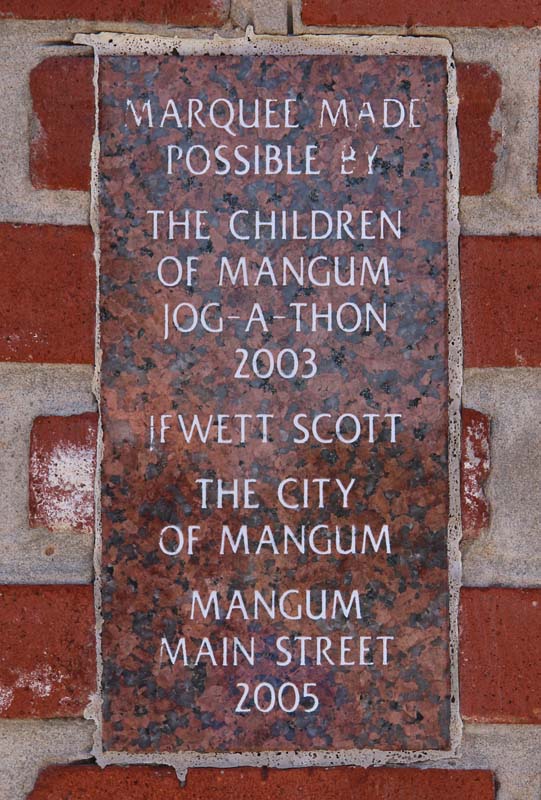 MARQUEE MADE
POSSIBLE BY
THE CHILDREN
OF MANGUM
JOG-A-THON
2003
JEWETT SCOTT
THE CITY
OF MANGUM
MANGUM
MAIN STREET
2005